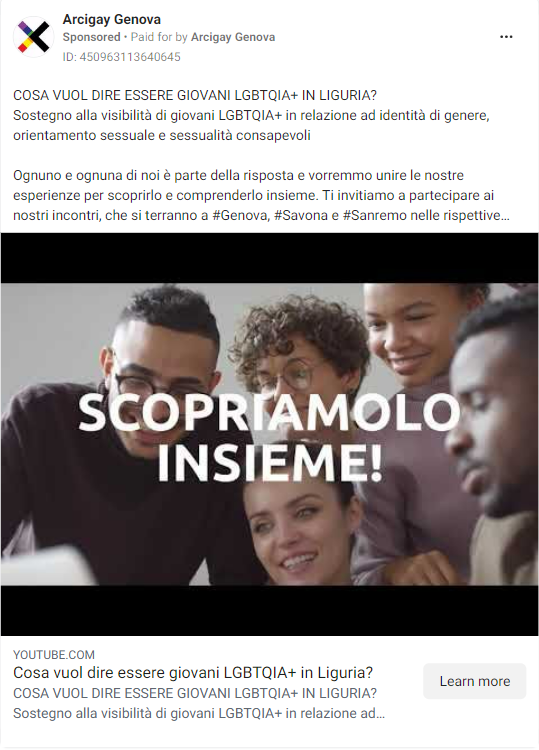 Arcigay Genova
Sponsored • Paid for by Arcigay Genova
ID: 450963113640645
COSA VUOL DIRE ESSERE GIOVANI LGBTQIA+ IN LIGURIA?
Sostegno alla visibilità di giovani LGBTQIA+ in relazione ad identità di genere,
orientamento sessuale e sessualità consapevoli
Ognuno e ognuna di noi è parte della risposta e vorremmo unire le nostre
esperienze per scoprirlo e comprenderlo insieme. Ti invitiamo a partecipare ai
nostri incontri, che si terranno a #Genova, #Savona e #Sanremo nelle rispettive...
SCOPRIAMOLO
INSIEME!
YOUTUBE.COM
Cosa vuol dire essere giovani LGBTQIA+ in Liguria?
COSA VUOL DIRE ESSERE GIOVANI LGBTQIA+ IN LIGURIA?
Sostegno alla visibilità di giovani LGBTQIA+ in relazione ad...
Learn more